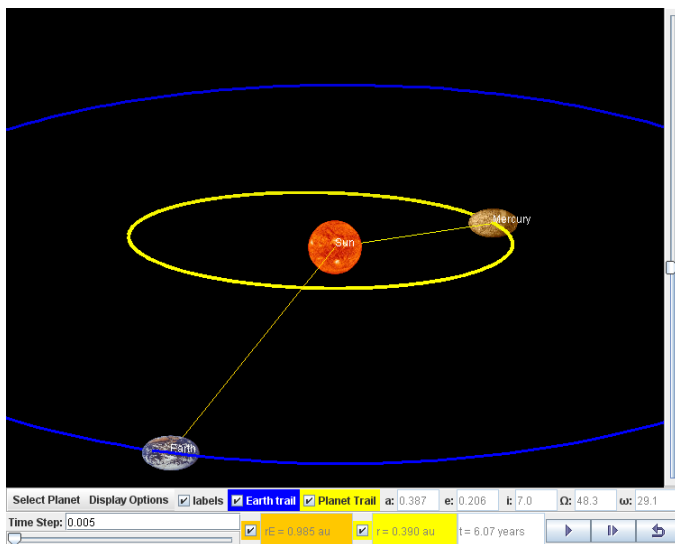 Mercury
Sun
Earth
Select Planet Display Options labels Earth trail Planet Trail a: 0.387 e: 0.206 i: 7.0 Ω: 48.3 ω: 29.1
Time Step: 0.005 rE = 0.985 au r = 0.390 au t = 6.07 years